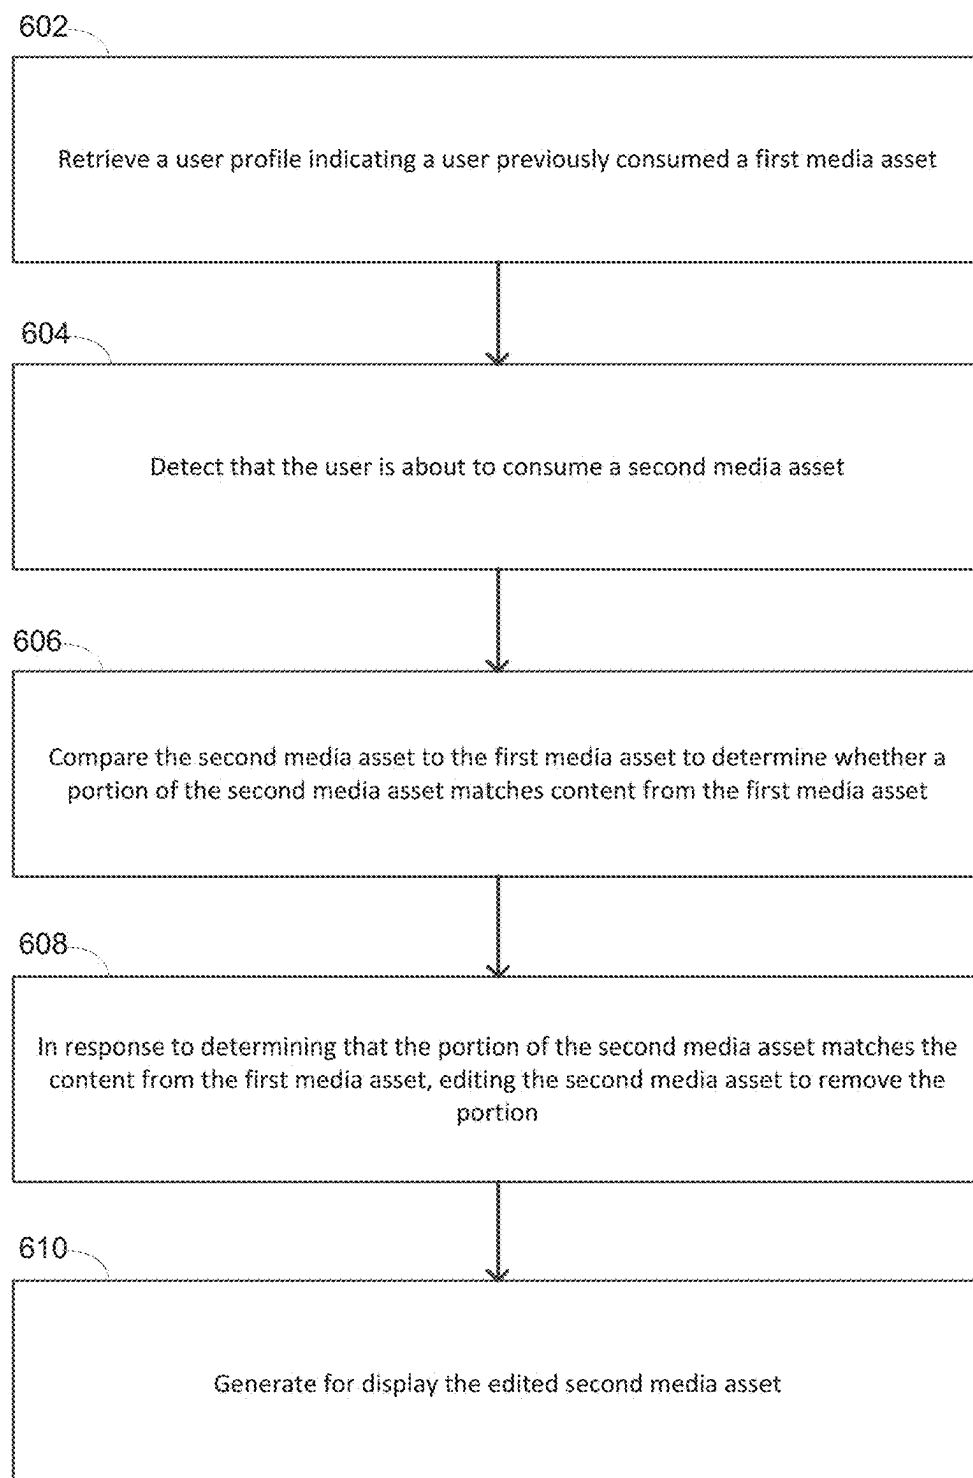 602
Retrieve a user profile indicating a user previously consumed a first media asset
604
Detect that the user is about to consume a second media asset
606
Compare the second media asset to the first media asset to determine whether a
portion of the second media asset matches content from the first media asset
608
In response to determining that the portion of the second media asset matches the
content from the first media asset, editing the second media asset to remove the
portion
610
Generate for display the edited second media asset